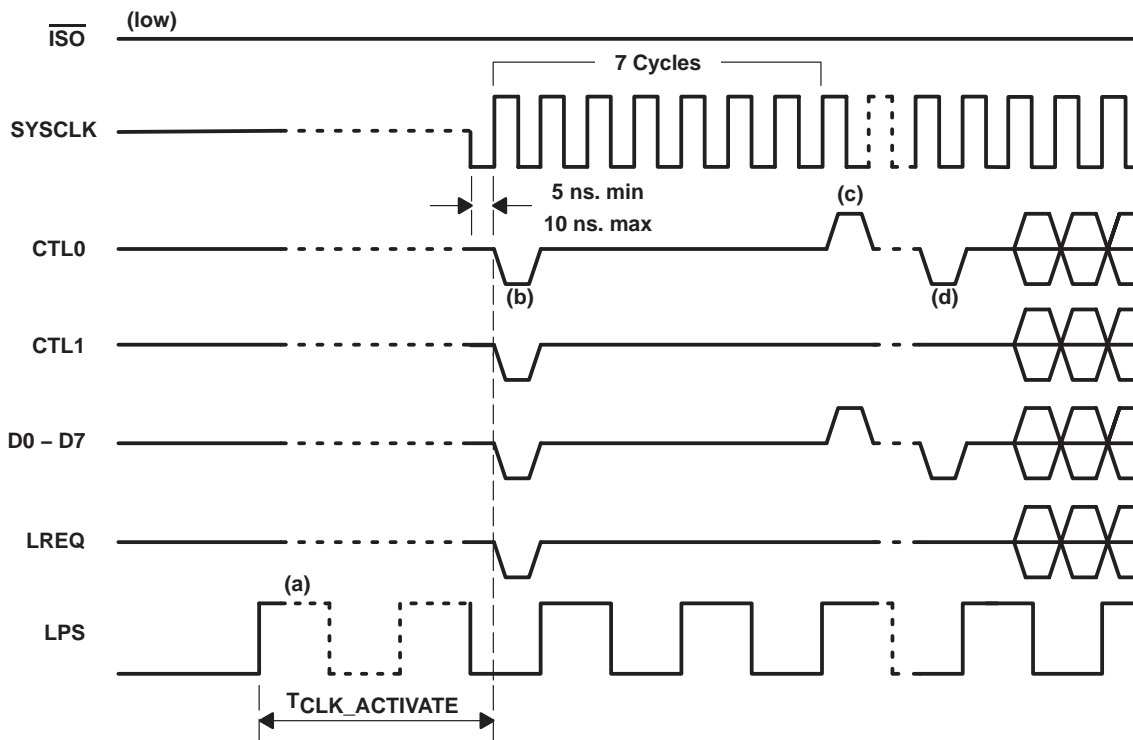 (low)
ISO
7 Cycles
SYSCLK
5 ns. min
10 ns. max
(c)
CTL0
(b)
(d)
CTL1
D0 – D7
LREQ
(a)
LPS
TCLK_ACTIVATE